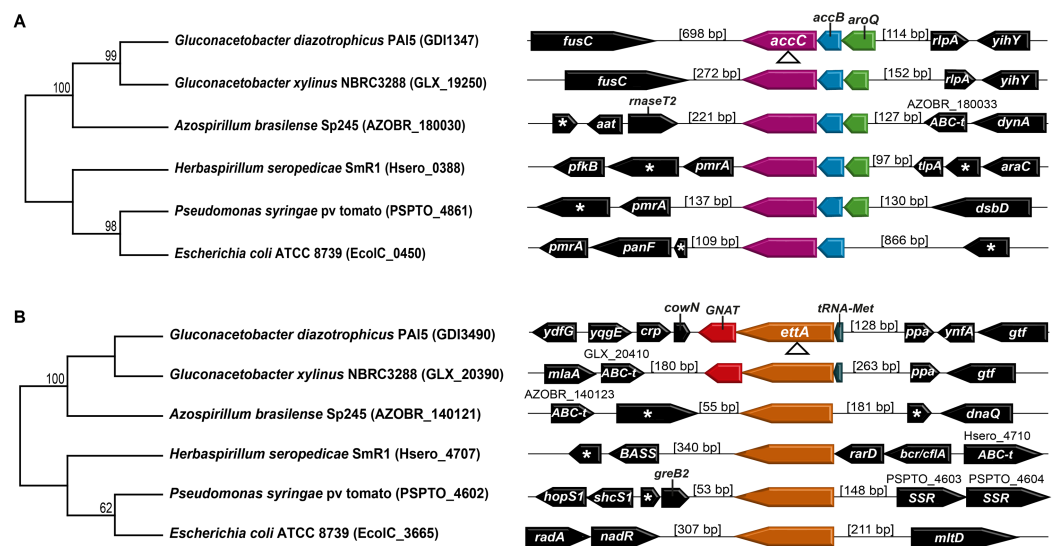 A
Gluconacetobacter diazotrophicus PAl5 (GDI1347)
99
fusC [698 bp] accC accB aroQ [114 bp] rlpA yihY
Gluconacetobacter xylinus NBRC3288 (GLX_19250)
100
fusC [272 bp] [152 bp] rlpA yihY
rnaseT2
AZOBR_180033
Azospirillum brasilense Sp245 (AZOBR_180030)
* aat [221 bp] [127 bp] ABC-t dynA
Herbaspirillum seropedicae SmR1 (Hsero_0388)
pfkB * pmrA [97 bp] tlpA * araC
Pseudomonas syringae pv tomato (PSPTO_4861)
98
* pmrA [137 bp] [130 bp] dsbD
Escherichia coli ATCC 8739 (EcolC_0450)
pmrA panF * [109 bp] [866 bp] *
B
cowN GNAT tRNA-Met
Gluconacetobacter diazotrophicus PAl5 (GDI3490)
ydfG yqgE crp ettA [128 bp] ppa ynfA gtf
GLX_20410
Gluconacetobacter xylinus NBRC3288 (GLX_20390)
100
mlaA ABC-t [180 bp] [263 bp] ppa gtf
AZOBR_140123
Azospirillum brasilense Sp245 (AZOBR_140121)
ABC-t * [55 bp] [181 bp] * dnaQ
Hsero_4710
Herbaspirillum seropedicae SmR1 (Hsero_4707)
* BASS [340 bp] rarD bcr/cflA ABC-t
greB2
PSPTO_4603 PSPTO_4604
Pseudomonas syringae pv tomato (PSPTO_4602)
62
hopS1 shcS1 * [53 bp] [148 bp] SSR SSR
Escherichia coli ATCC 8739 (EcolC_3665)
radA nadR [307 bp] [211 bp] mltD